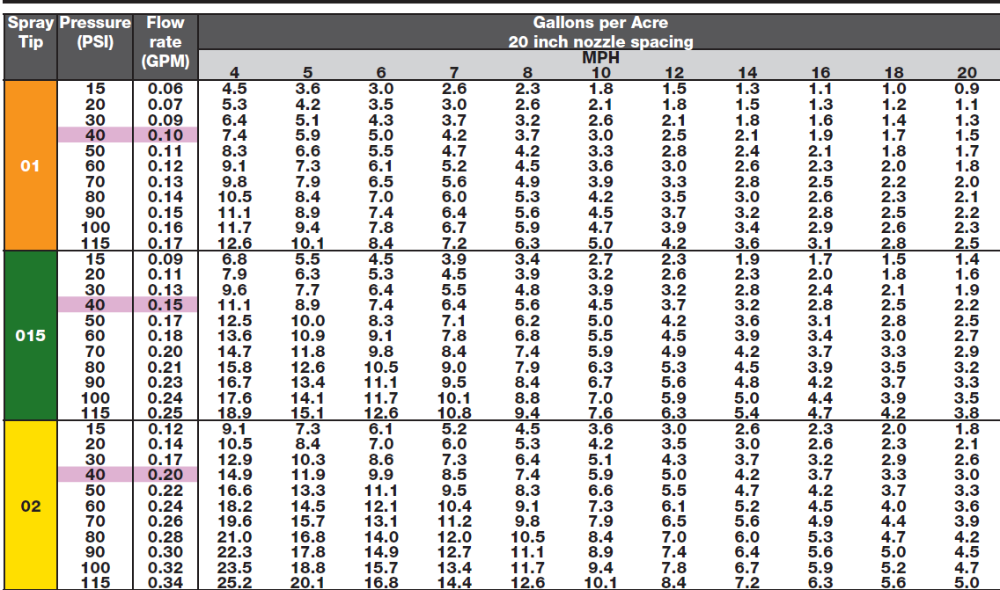 Spray Tip Pressure (PSI) Flow rate (GPM) Gallons per Acre
20 inch nozzle spacing
MPH
4 5 6 7 8 10 12 14 16 18 20
01
15 0.06 4.5 3.6 3.0 2.6 2.3 1.8 1.5 1.3 1.1 1.0 0.9
20 0.07 5.3 4.2 3.5 3.0 2.6 2.1 1.8 1.5 1.3 1.2 1.1
30 0.09 6.4 5.1 4.3 3.7 3.2 2.6 2.1 1.8 1.6 1.4 1.3
40 0.10 7.4 5.9 5.0 4.2 3.7 3.0 2.5 2.1 1.9 1.7 1.5
50 0.11 8.3 6.6 5.5 4.7 4.2 3.3 2.8 2.4 2.1 1.8 1.7
60 0.12 9.1 7.3 6.1 5.2 4.5 3.6 3.0 2.6 2.3 2.0 1.8
70 0.13 9.8 7.9 6.5 5.6 4.9 3.9 3.3 2.8 2.5 2.2 2.0
80 0.14 10.5 8.4 7.0 6.0 5.3 4.2 3.5 3.0 2.6 2.3 2.1
90 0.15 11.1 8.9 7.4 6.4 5.6 4.5 3.7 3.2 2.8 2.5 2.2
100 0.16 11.7 9.4 7.8 6.7 5.9 4.7 3.9 3.4 2.9 2.6 2.3
115 0.17 12.6 10.1 8.4 7.2 6.3 5.0 4.2 3.6 3.1 2.8 2.5
015
15 0.09 6.8 5.5 4.5 3.9 3.4 2.7 2.3 1.9 1.7 1.5 1.4
20 0.11 7.9 6.3 5.3 4.5 3.9 3.2 2.6 2.3 2.0 1.8 1.6
30 0.13 9.6 7.7 6.4 5.5 4.8 3.9 3.2 2.8 2.4 2.1 1.9
40 0.15 11.1 8.9 7.4 6.4 5.6 4.5 3.7 3.2 2.8 2.5 2.2
50 0.17 12.5 10.0 8.3 7.1 6.2 5.0 4.2 3.6 3.1 2.8 2.5
60 0.18 13.6 10.9 9.1 7.8 6.8 5.5 4.5 3.9 3.4 3.0 2.7
70 0.20 14.7 11.8 9.8 8.4 7.4 5.9 4.9 4.2 3.7 3.3 2.9
80 0.21 15.8 12.6 10.5 9.0 7.9 6.3 5.3 4.5 3.9 3.5 3.2
90 0.23 16.7 13.4 11.1 9.5 8.4 6.7 5.6 4.8 4.2 3.7 3.3
100 0.24 17.6 14.1 11.7 10.1 8.8 7.0 5.9 5.0 4.4 3.9 3.5
115 0.25 18.9 15.1 12.6 10.8 9.4 7.6 6.3 5.4 4.7 4.2 3.8
02
15 0.12 9.1 7.3 6.1 5.2 4.5 3.6 3.0 2.6 2.3 2.0 1.8
20 0.14 10.5 8.4 7.0 6.0 5.3 4.2 3.5 3.0 2.6 2.3 2.1
30 0.17 12.9 10.3 8.6 7.3 6.4 5.1 4.3 3.7 3.2 2.9 2.6
40 0.20 14.9 11.9 9.9 8.5 7.4 5.9 5.0 4.2 3.7 3.3 3.0
50 0.22 16.6 13.3 11.1 9.5 8.3 6.6 5.5 4.7 4.2 3.7 3.3
60 0.24 18.2 14.5 12.1 10.4 9.1 7.3 6.1 5.2 4.5 4.0 3.6
70 0.26 19.6 15.7 13.1 11.2 9.8 7.9 6.5 5.6 4.9 4.4 3.9
80 0.28 21.0 16.8 14.0 12.0 10.5 8.4 7.0 6.0 5.3 4.7 4.2
90 0.30 22.3 17.8 14.9 12.7 11.1 8.9 7.4 6.4 5.6 5.0 4.5
100 0.32 23.5 18.8 15.7 13.4 11.7 9.4 7.8 6.7 5.9 5.2 4.7
115 0.34 25.2 20.1 16.8 14.4 12.6 10.1 8.4 7.2 6.3 5.6 5.0